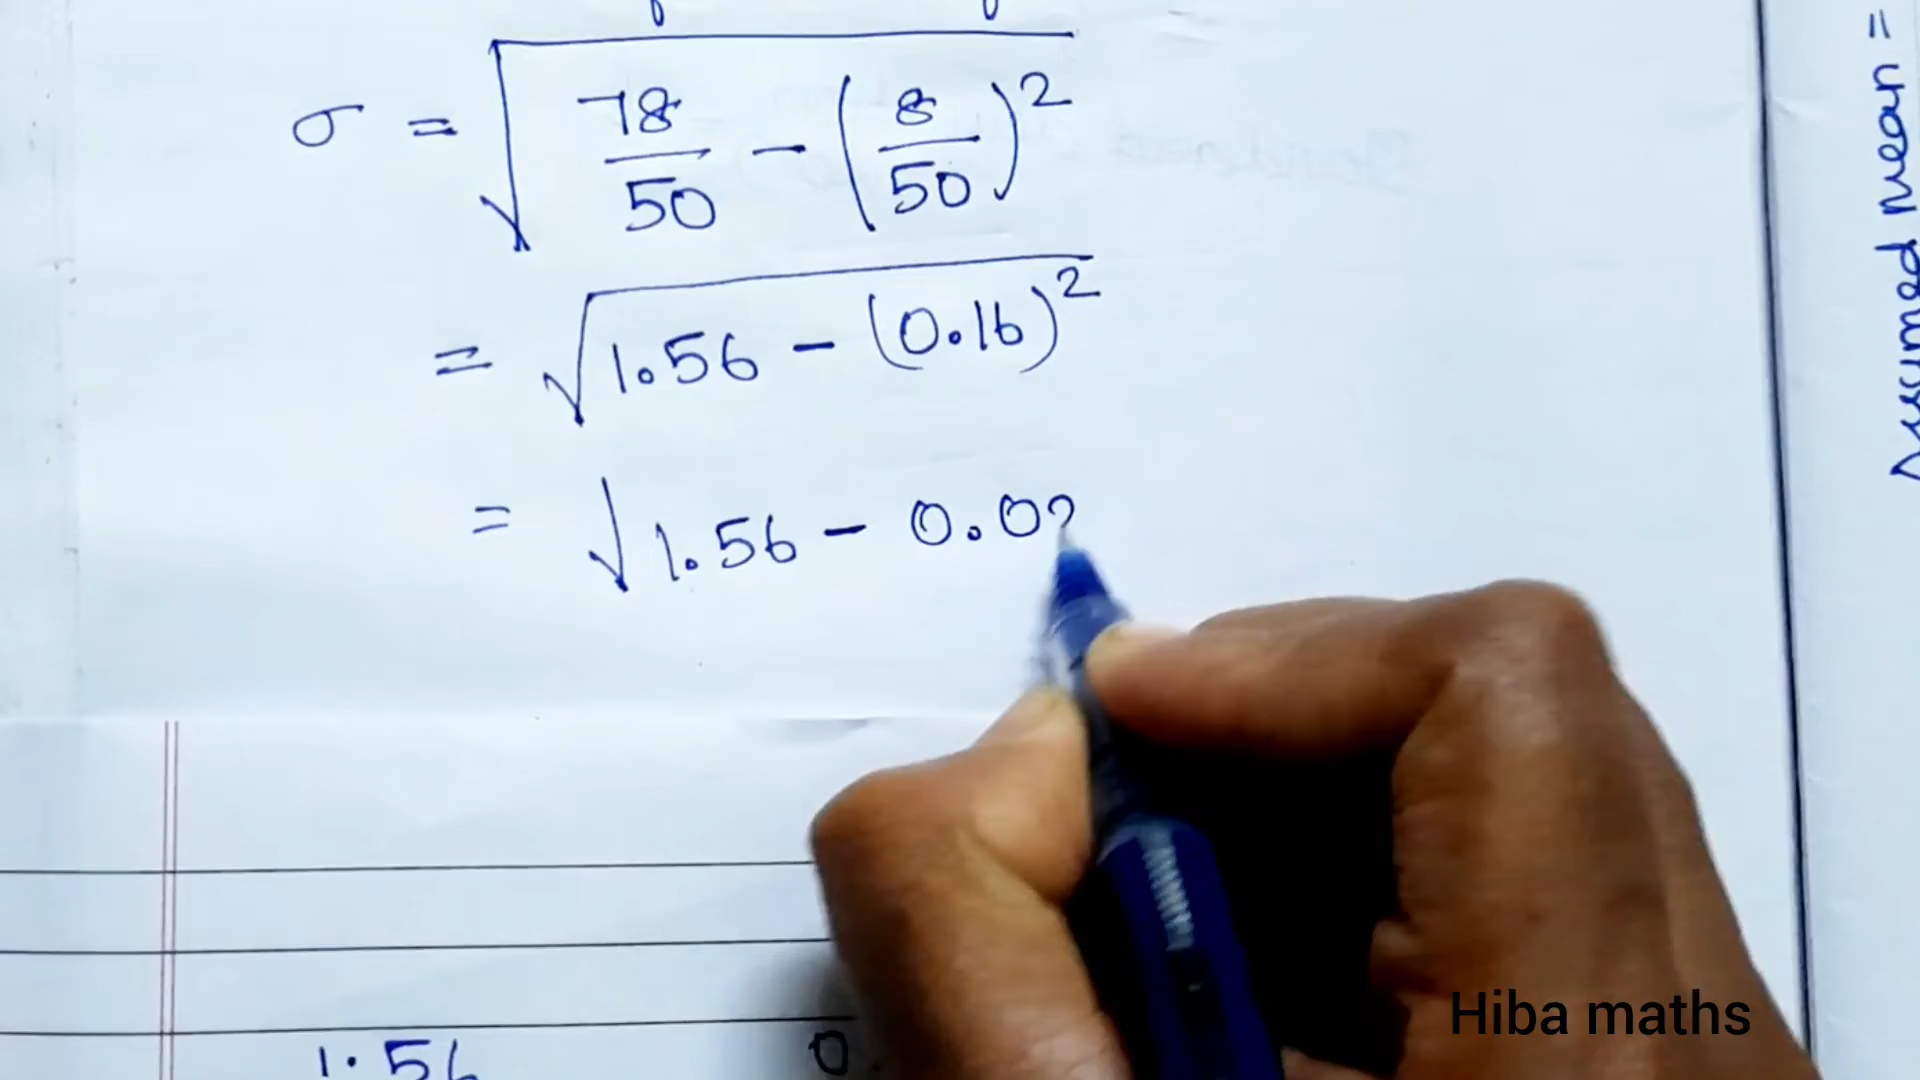 σ = √(78/50 - (8/50)²)
= √(1.56 - (0.16)²)
= √1.56 - 0.02
1.56 0.
Assumed mean =
Hiba maths